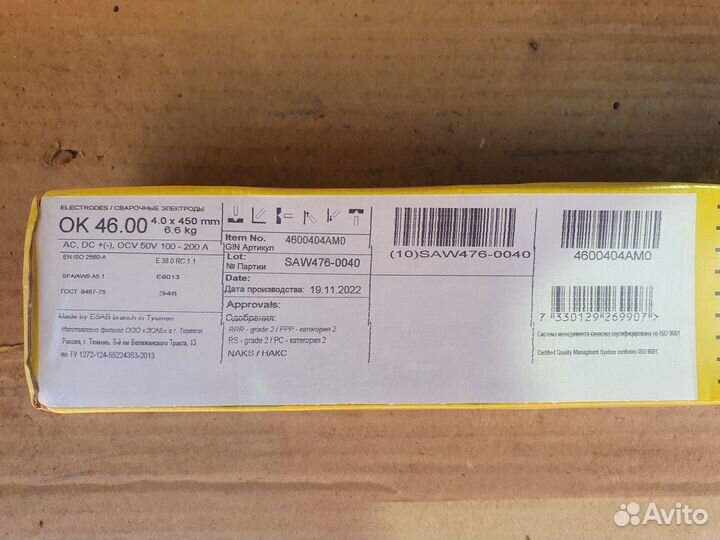 ELECTRODES / СВАРОЧНЫЕ ЭЛЕКТРОДЫ
OK 46.00 4.0 x 450 mm
6.6 kg
AC, DC +(-), OCV 50V 100 - 200 A
EN ISO 2560-A E 38 0 RC 1 1
SFA/AWS A5.1 E6013
ГОСТ 9467-75 Э46
Made by ESAB branch in Tyumen
Изготовлено филиал ООО «ЭСАБ» в г. Тюмени
Россия, г. Тюмень, 6-й км Велижанского Тракта, 13
по ТУ 1272-124-55224353-2013
Item No. 4600404AM0
GIN Артикул
Lot: SAW476-0040
№ Партии
Date:
Дата производства: 19.11.2022
Approvals:
Одобрения:
RRR - grade 2 / РРР - категория 2
RS - grade 2 / РС - категория 2
NAKS / НАКС
(10)SAW476-0040
4600404AM0
7 330129 269907 >
Система менеджмента качества сертифицирована по ISO 9001
Certified Quality Managment System conforms ISO 9001
Avito